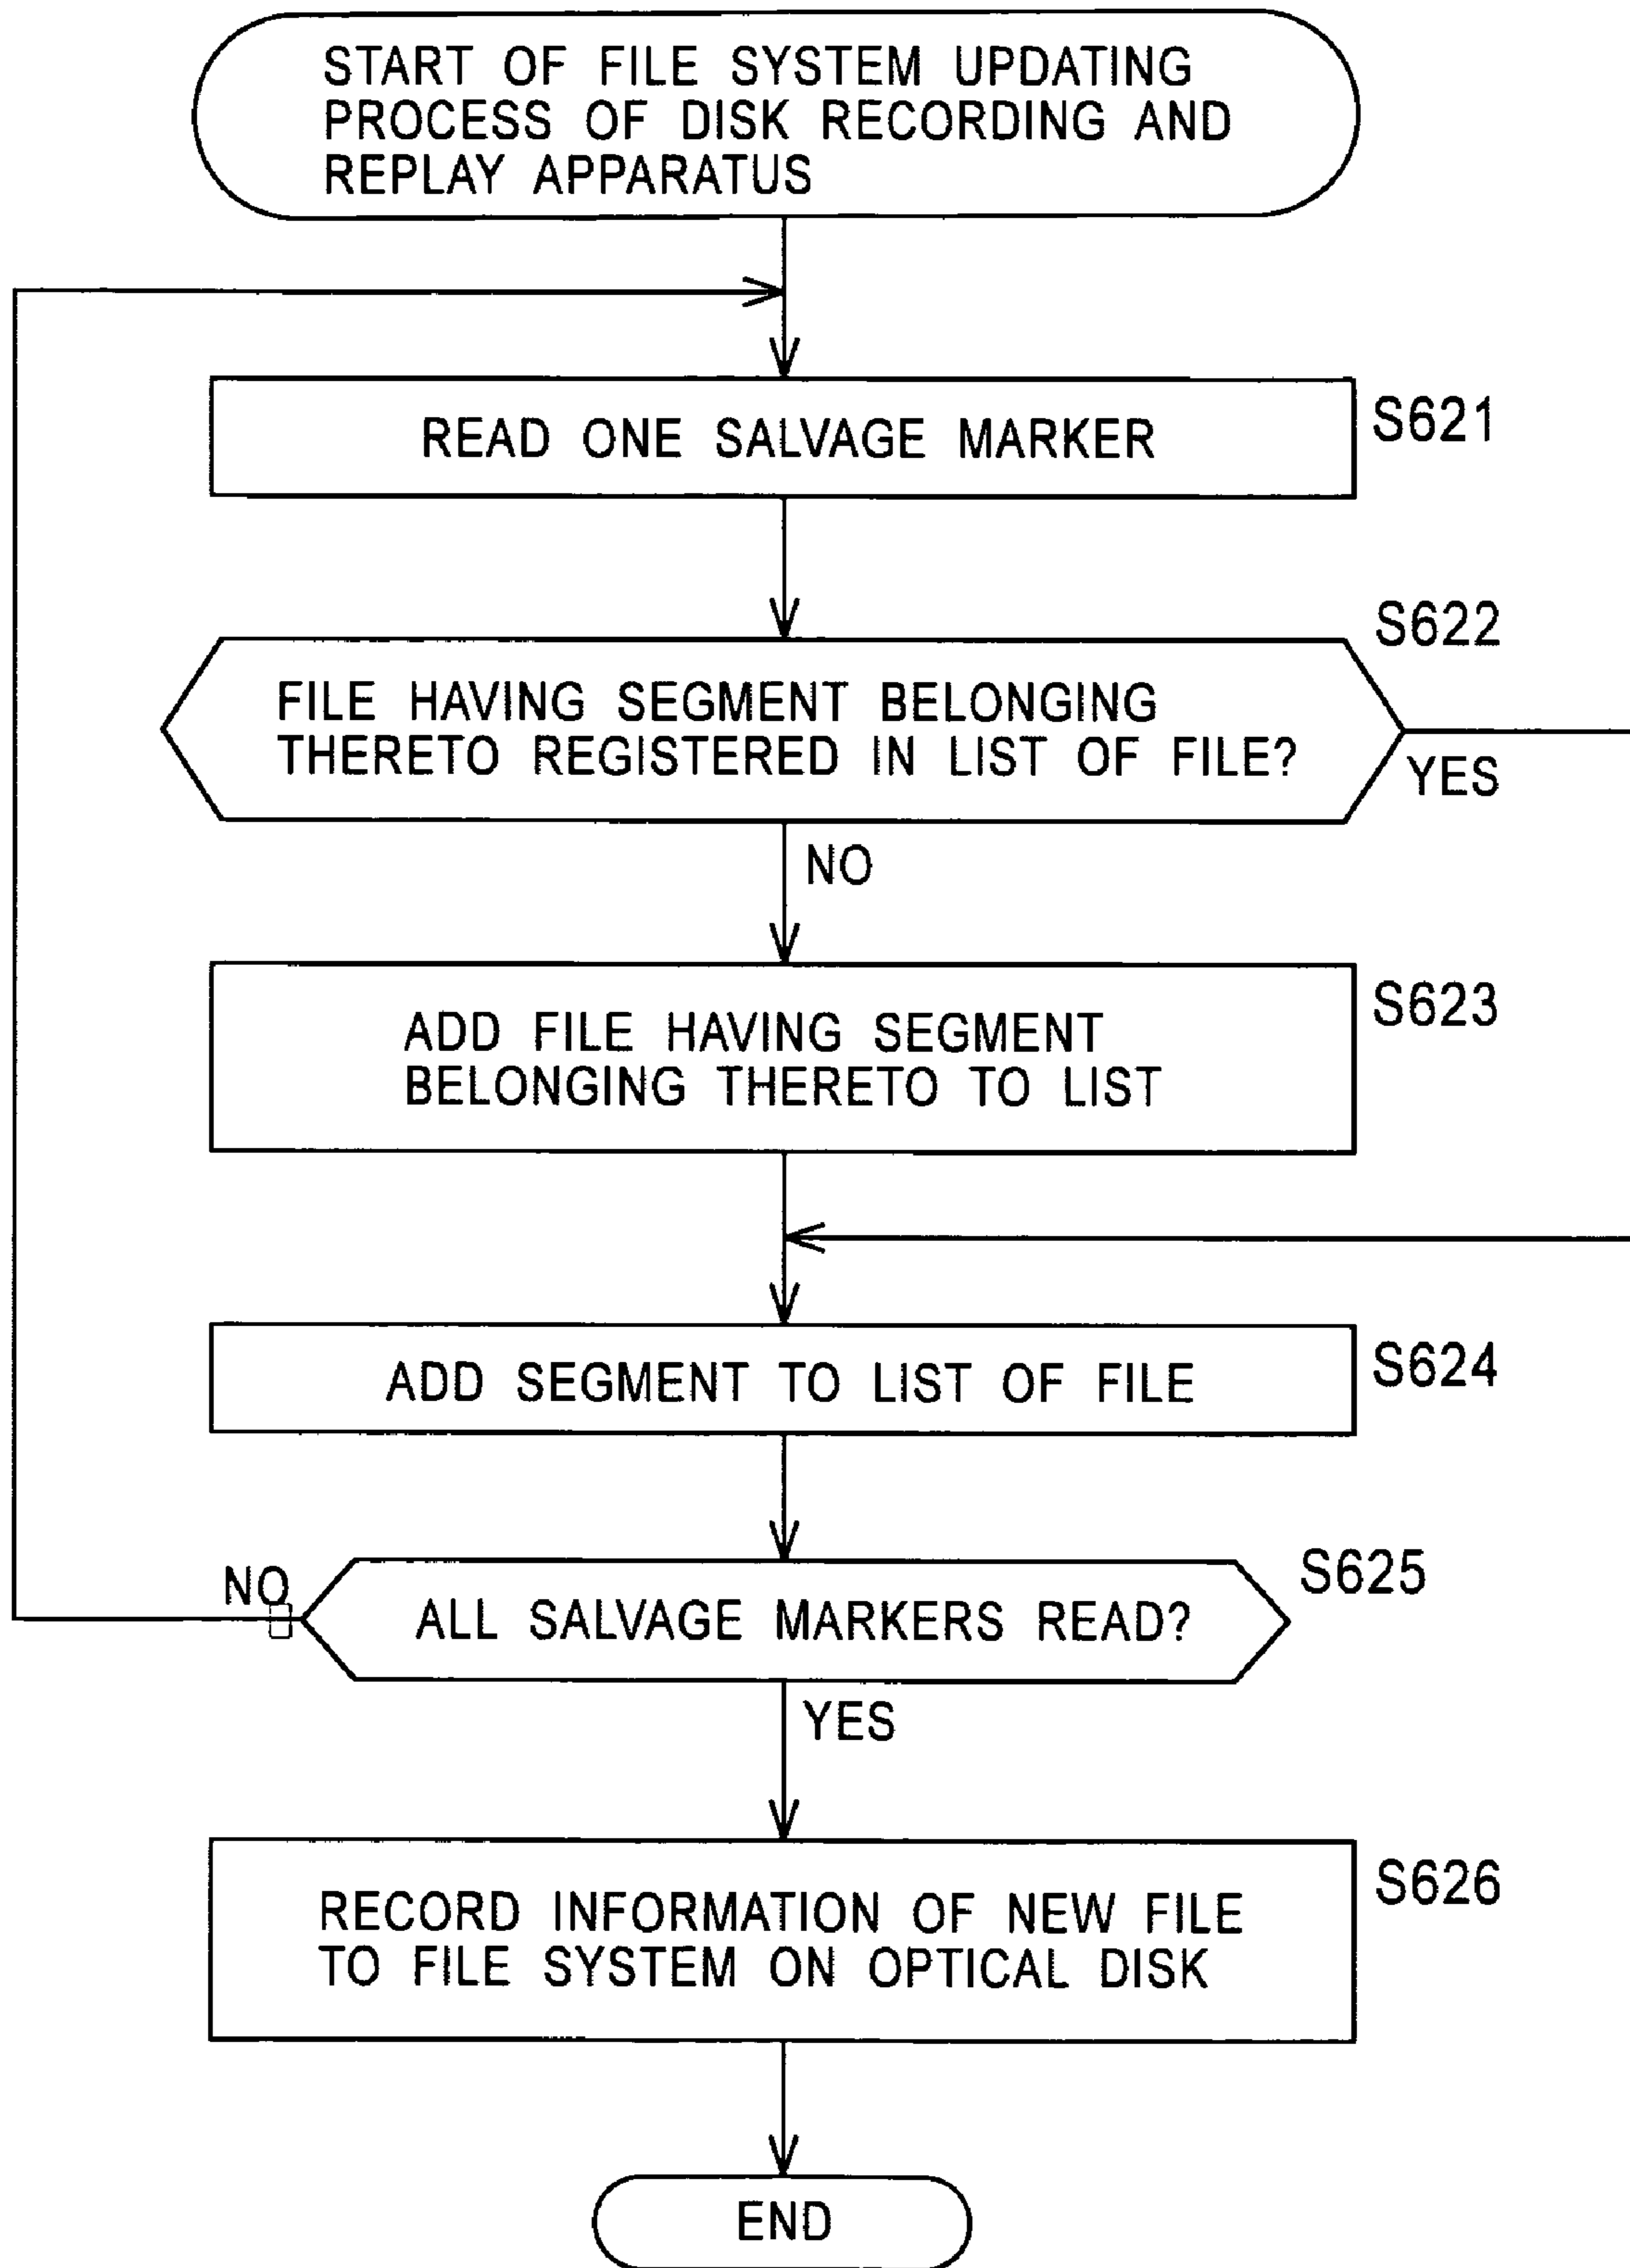 START OF FILE SYSTEM UPDATING
PROCESS OF DISK RECORDING AND
REPLAY APPARATUS
READ ONE SALVAGE MARKER
S621
S622
FILE HAVING SEGMENT BELONGING
THERETO REGISTERED IN LIST OF FILE?
YES
NO
S623
ADD FILE HAVING SEGMENT
BELONGING THERETO TO LIST
S624
ADD SEGMENT TO LIST OF FILE
S625
NO
ALL SALVAGE MARKERS READ?
YES
S626
RECORD INFORMATION OF NEW FILE
TO FILE SYSTEM ON OPTICAL DISK
END